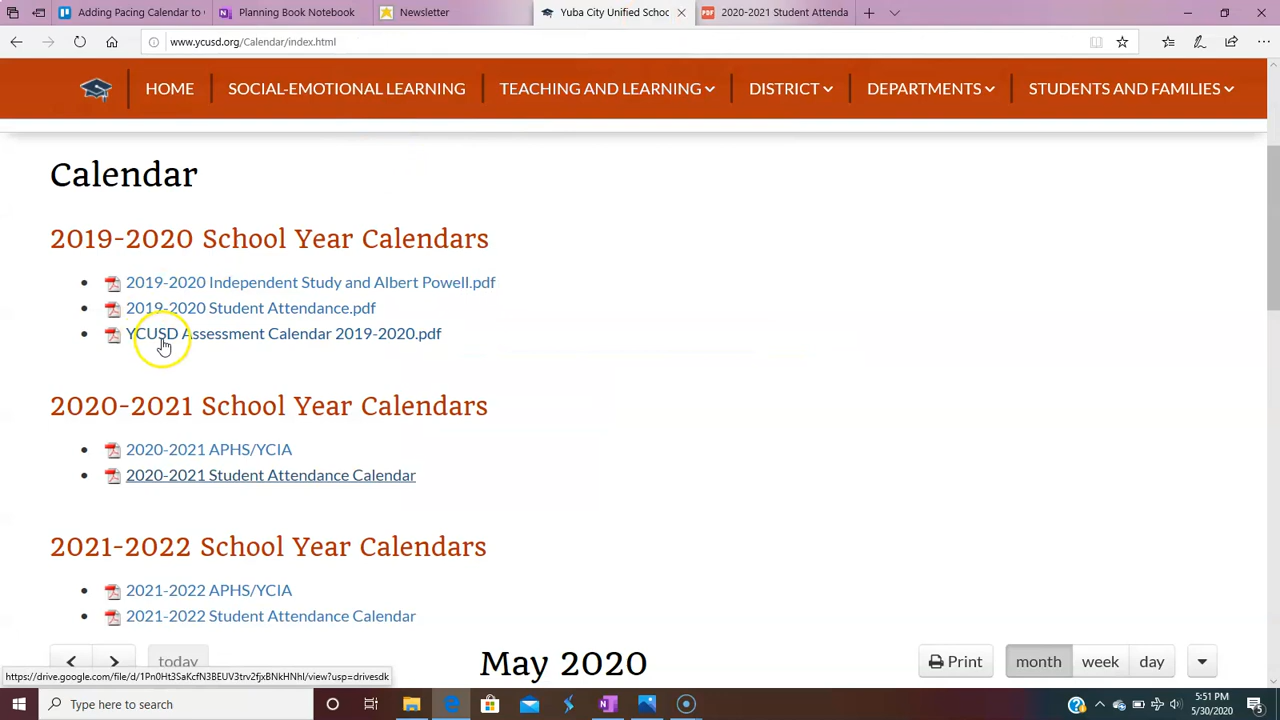 Adding Pacing Calendar to
Planning Book Notebook
Newsletter
Yuba City Unified Schoo
2020-2021 Student Attenda
www.ycusd.org/Calendar/index.html
HOME
SOCIAL-EMOTIONAL LEARNING
TEACHING AND LEARNING
DISTRICT
DEPARTMENTS
STUDENTS AND FAMILIES
Calendar
2019-2020 School Year Calendars
2019-2020 Independent Study and Albert Powell.pdf
2019-2020 Student Attendance.pdf
YCUSD Assessment Calendar 2019-2020.pdf
2020-2021 School Year Calendars
2020-2021 APHS/YCIA
2020-2021 Student Attendance Calendar
2021-2022 School Year Calendars
2021-2022 APHS/YCIA
2021-2022 Student Attendance Calendar
today
May 2020
Print
month
week
day
https://drive.google.com/file/d/1Pn0Ht3SaKcfN3BEUV3trv2fjxBNkHNhl/view?usp=drivesdk
Type here to search
5:51 PM
5/30/2020